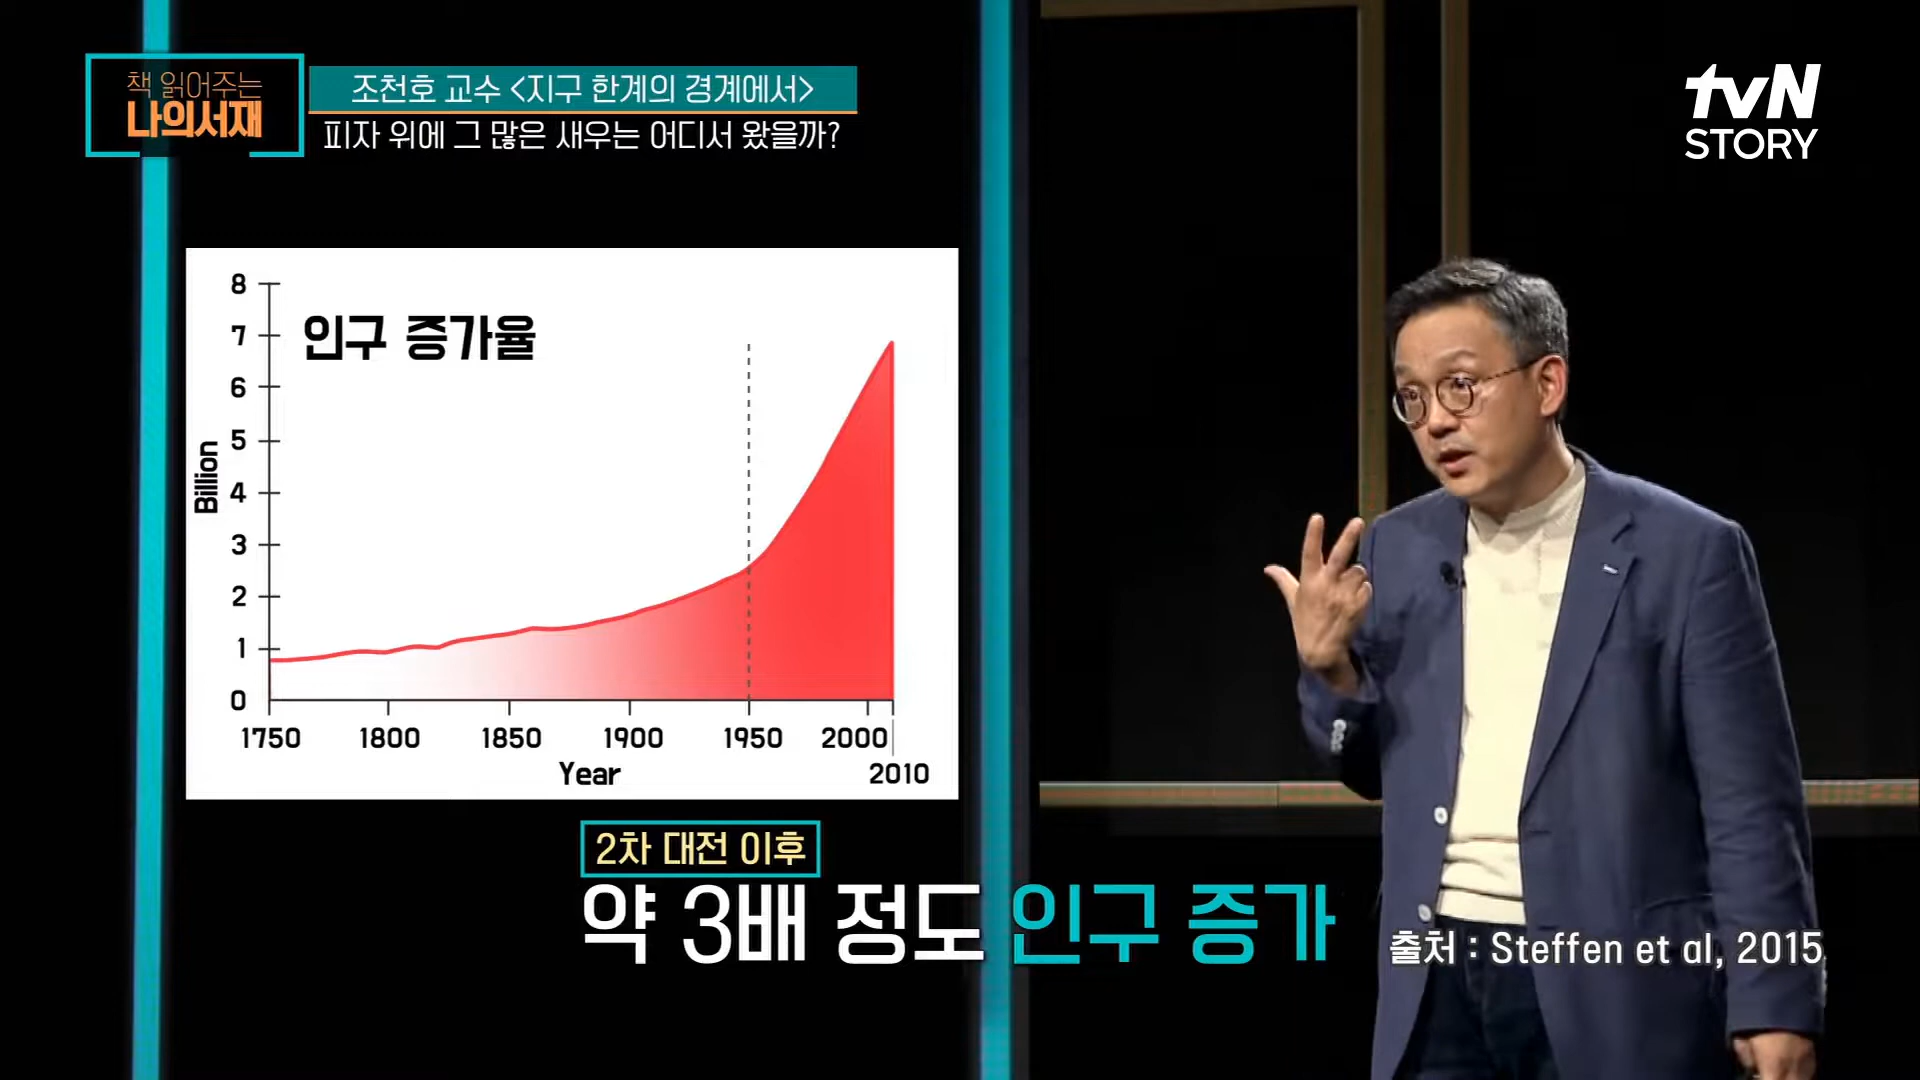 책 읽어주는
나의서재
조천호 교수 <지구 한계의 경계에서>
피자 위에 그 많은 새우는 어디서 왔을까?
tvN
STORY
인구 증가율
Billion
8
7
6
5
4
3
2
1
0
1750 1800 1850 1900 1950 2000
2010
Year
2차 대전 이후
약 3배 정도 인구 증가
출처 : Steffen et al, 2015